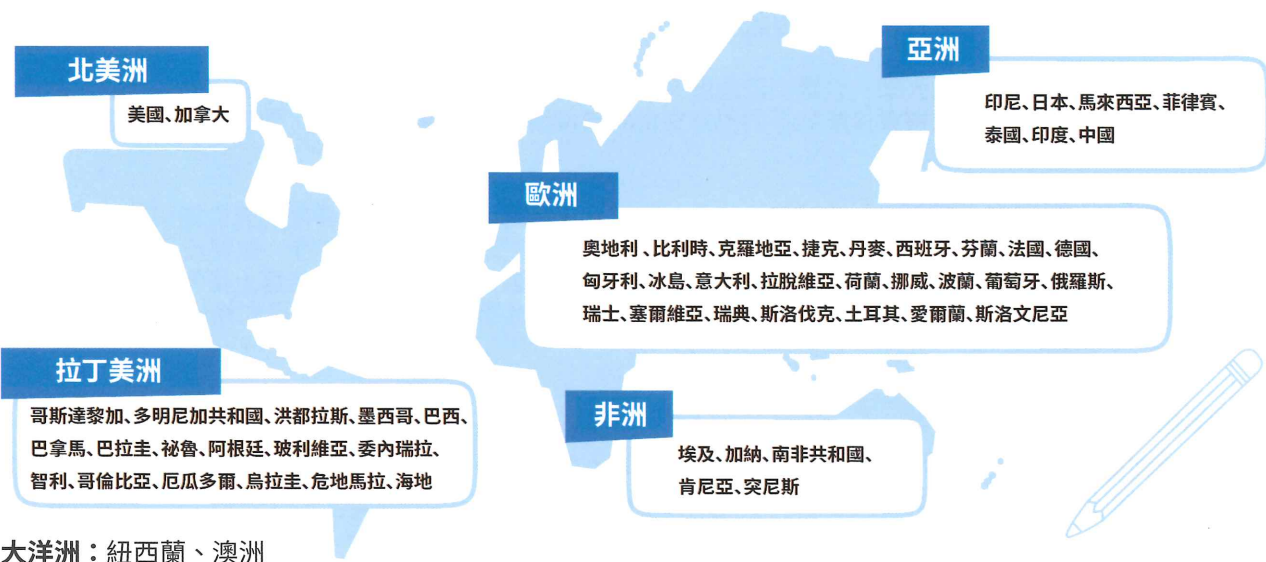 北美洲
美國、加拿大
亞洲
印尼、日本、馬來西亞、菲律賓、
泰國、印度、中國
歐洲
奧地利、比利時、克羅地亞、捷克、丹麥、西班牙、芬蘭、法國、德國、
匈牙利、冰島、意大利、拉脫維亞、荷蘭、挪威、波蘭、葡萄牙、俄羅斯、
瑞士、塞爾維亞、瑞典、斯洛伐克、土耳其、愛爾蘭、斯洛文尼亞
拉丁美洲
哥斯達黎加、多明尼加共和國、洪都拉斯、墨西哥、巴西、
巴拿馬、巴拉圭、祕魯、阿根廷、玻利維亞、委內瑞拉、
智利、哥倫比亞、厄瓜多爾、烏拉圭、危地馬拉、海地
非洲
埃及、加納、南非共和國、
肯尼亞、突尼斯
大洋洲：紐西蘭、澳洲